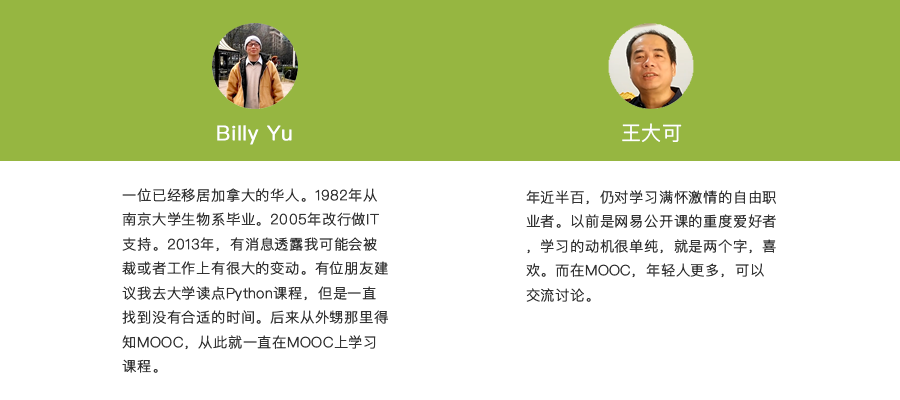 Billy Yu
一位已经移居加拿大的华人。1982年从
南京大学生物系毕业。2005年改行做IT
支持。2013年，有消息透露我可能会被
裁或者工作上有很大的变动。有位朋友建
议我去大学读点Python课程，但是一直
找到没有合适的时间。后来从外甥那里得
知MOOC，从此就一直在MOOC上学习
课程。
王大可
年近半百，仍对学习满怀激情的自由职
业者。以前是网易公开课的重度爱好者
，学习的动机很单纯，就是两个字，喜
欢。而在MOOC，年轻人更多，可以
交流讨论。